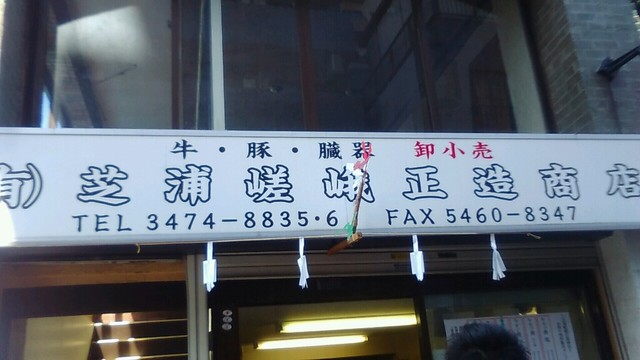 牛・豚・臓器 卸小売
有) 芝浦嵯峨正造商店
TEL 3474-8835・6 FAX 5460-8347